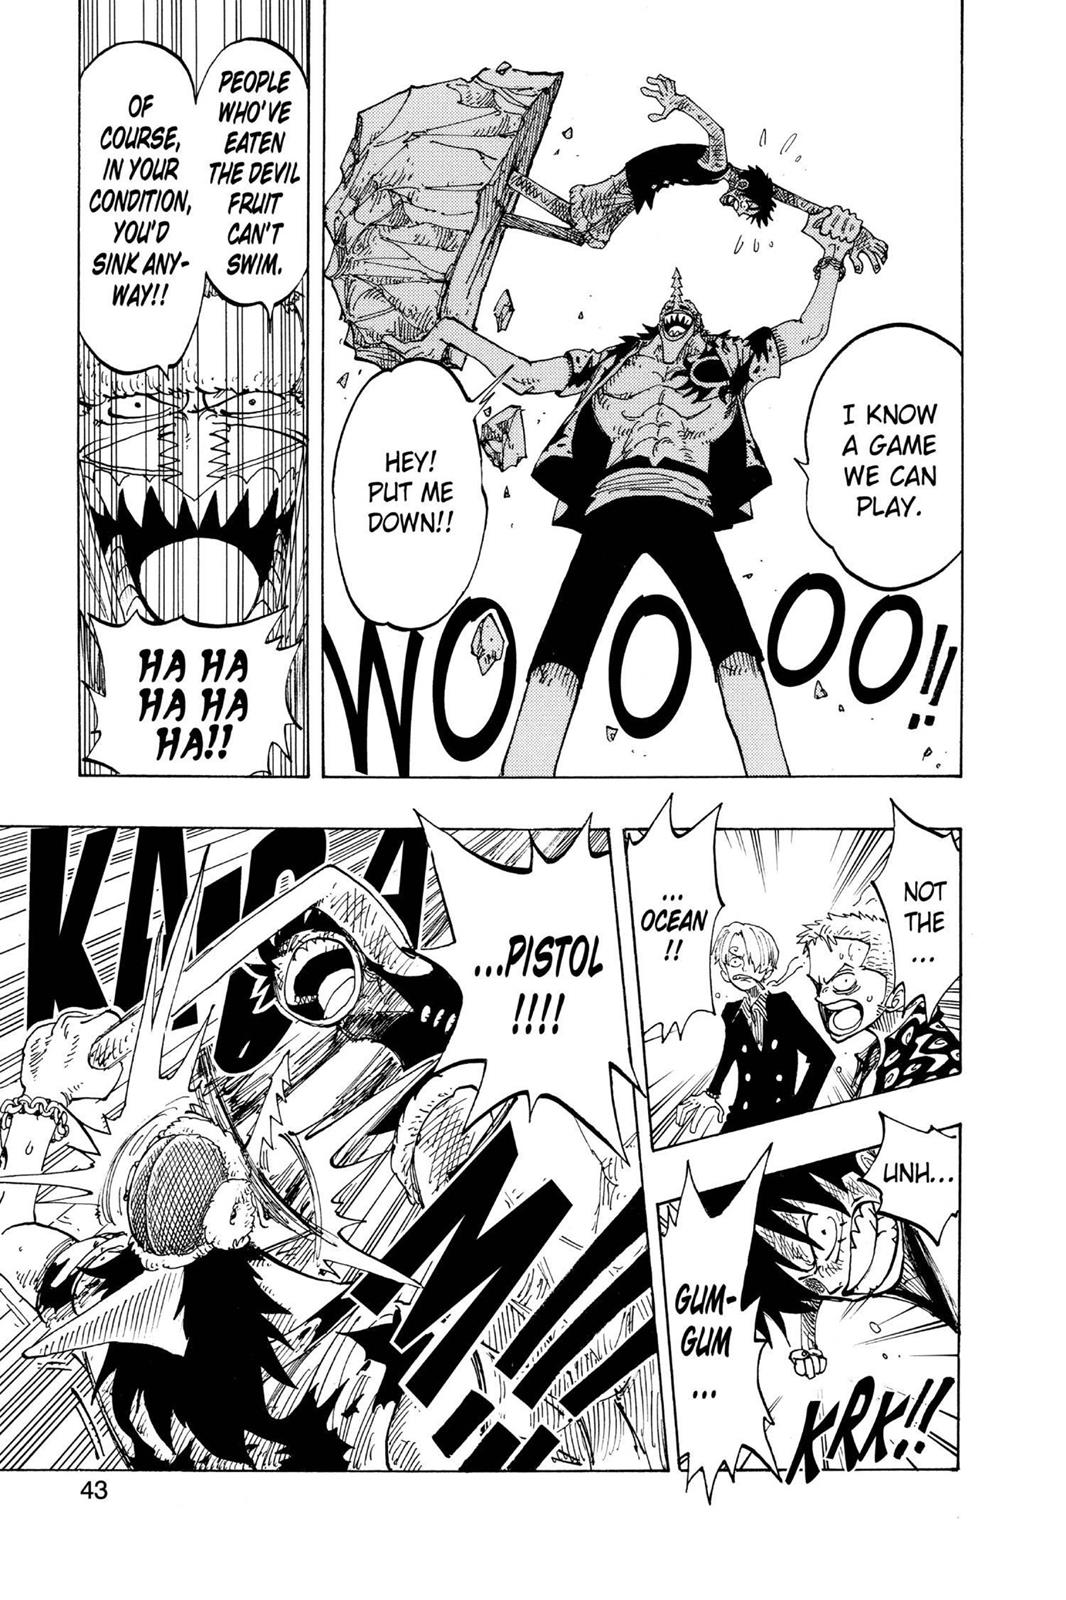 I KNOW
A GAME
WE CAN
PLAY.
HEY!
PUT ME
DOWN!!
WOOOOO!!
PEOPLE
WHO'VE
EATEN
THE DEVIL
FRUIT
CAN'T
SWIM.
OF
COURSE,
IN YOUR
CONDITION,
YOU'D
SINK ANY-
WAY!!
HA HA
HA HA
HA!!
NOT
THE
...
...
OCEAN
!!
UNH...
GUM-
GUM
...
KRK!!
...PISTOL
!!!!
43